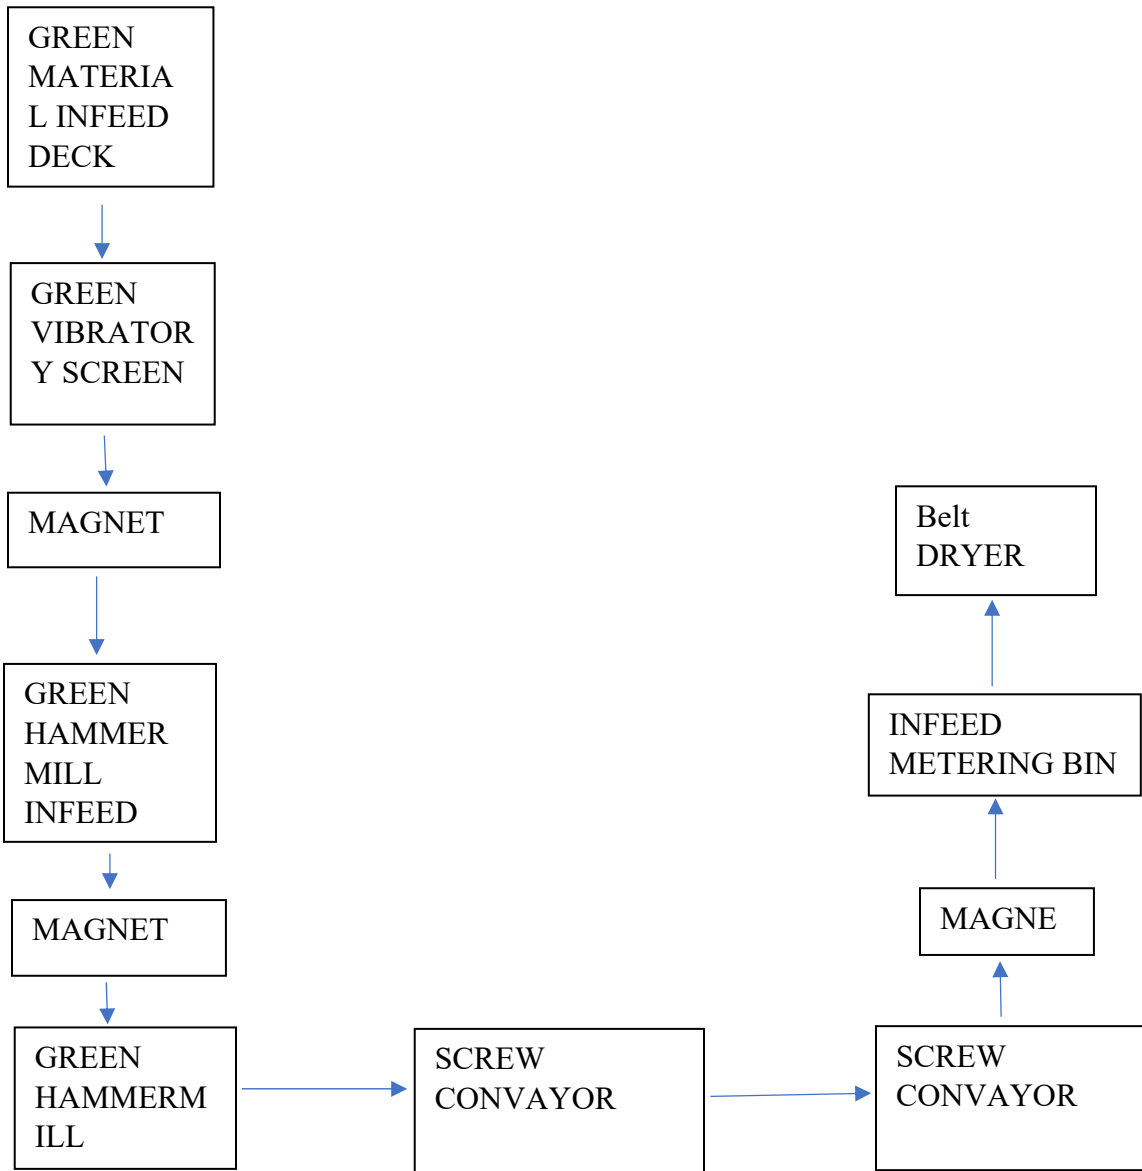 GREEN
MATERIA
L INFEED
DECK
GREEN
VIBRATOR
Y SCREEN
MAGNET
GREEN
HAMMER
MILL
INFEED
MAGNET
GREEN
HAMMERM
ILL
SCREW
CONVAYOR
SCREW
CONVAYOR
MAGNE
INFEED
METERING BIN
Belt
DRYER